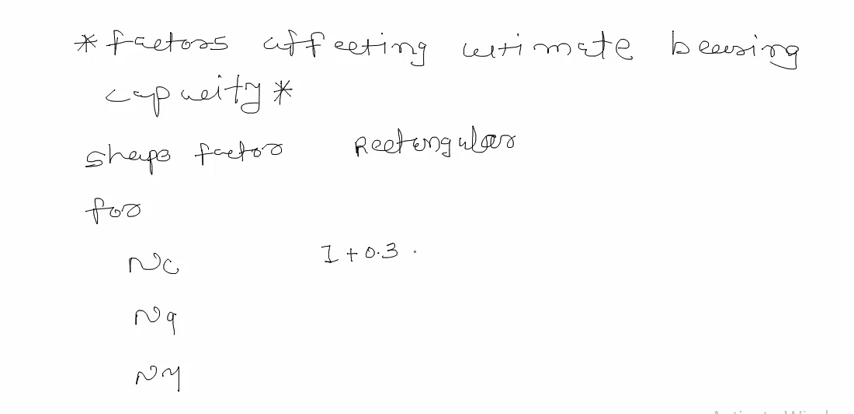 *factors affecting ultimate bearing
capacity*
shape factor Rectangular
for
Nc 1+0.3
Nq
Nγ